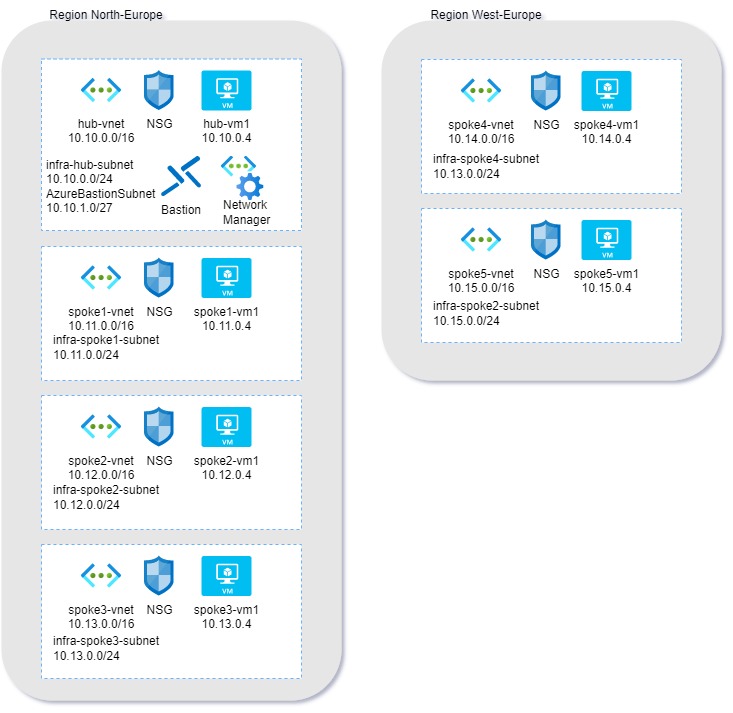 Region North-Europe
hub-vnet
10.10.0.0/16
NSG
VM
hub-vm1
10.10.0.4
infra-hub-subnet
10.10.0.0/24
AzureBastionSubnet
10.10.1.0/27
Bastion
Network
Manager
spoke1-vnet
10.11.0.0/16
NSG
VM
spoke1-vm1
10.11.0.4
infra-spoke1-subnet
10.11.0.0/24
spoke2-vnet
10.12.0.0/16
NSG
VM
spoke2-vm1
10.12.0.4
infra-spoke2-subnet
10.12.0.0/24
spoke3-vnet
10.13.0.0/16
NSG
VM
spoke3-vm1
10.13.0.4
infra-spoke3-subnet
10.13.0.0/24
Region West-Europe
spoke4-vnet
10.14.0.0/16
NSG
VM
spoke4-vm1
10.14.0.4
infra-spoke4-subnet
10.13.0.0/24
spoke5-vnet
10.15.0.0/16
NSG
VM
spoke5-vm1
10.15.0.4
infra-spoke2-subnet
10.15.0.0/24